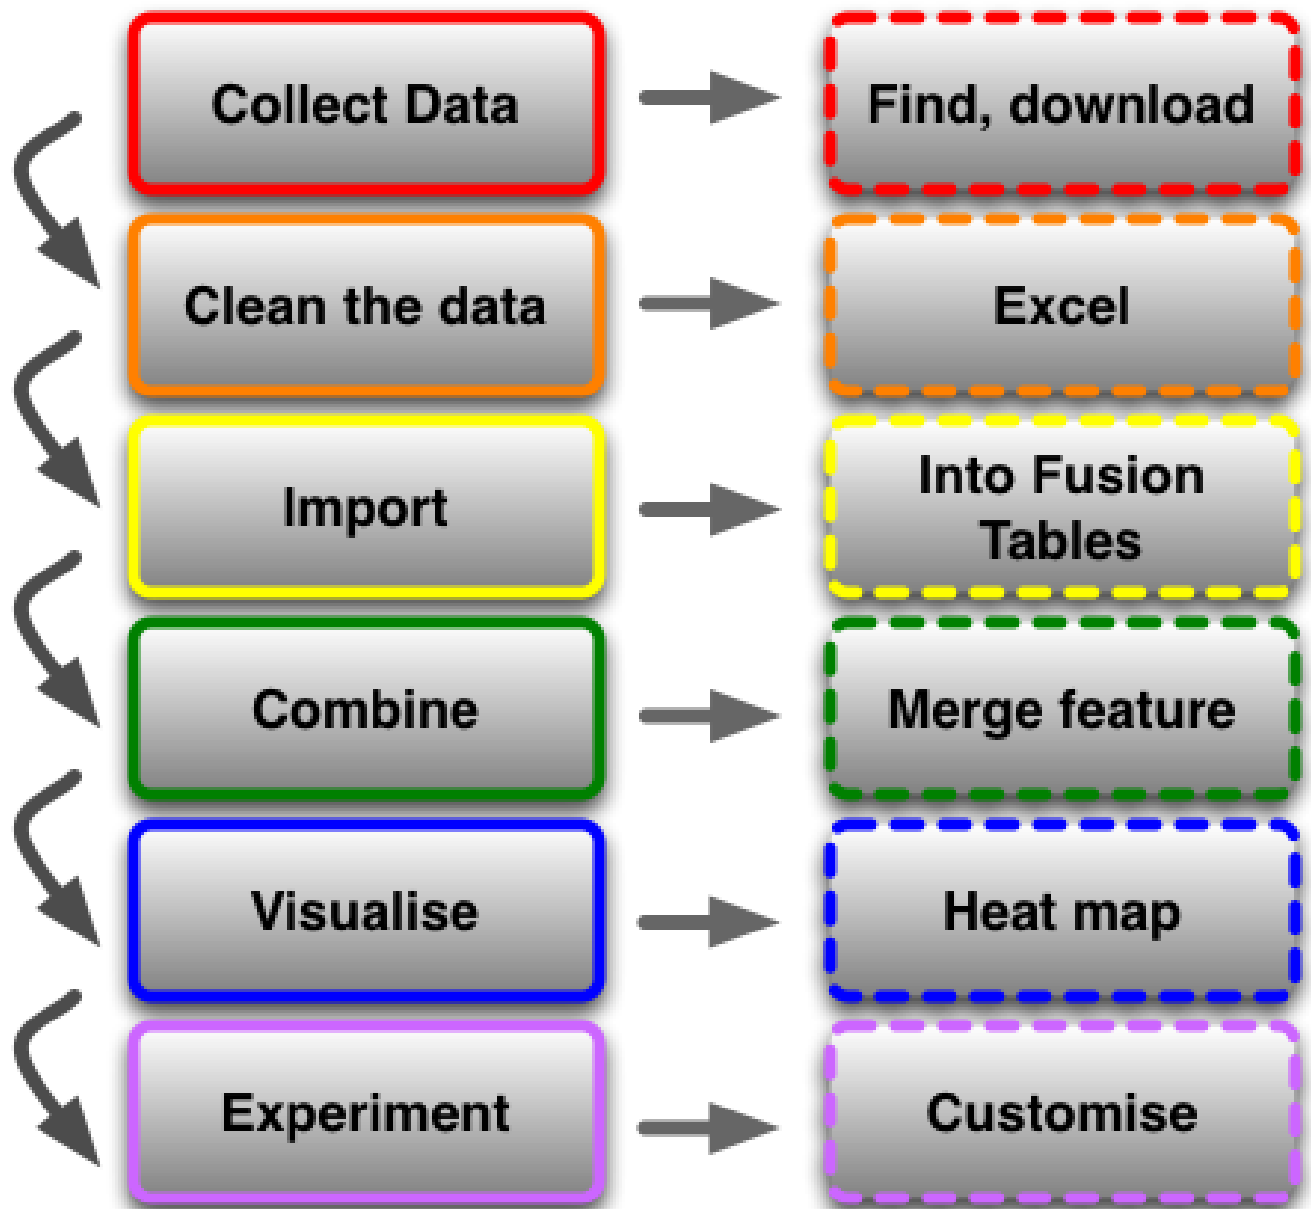 Collect Data
Find, download
Clean the data
Excel
Import
Into Fusion
Tables
Combine
Merge feature
Visualise
Heat map
Experiment
Customise